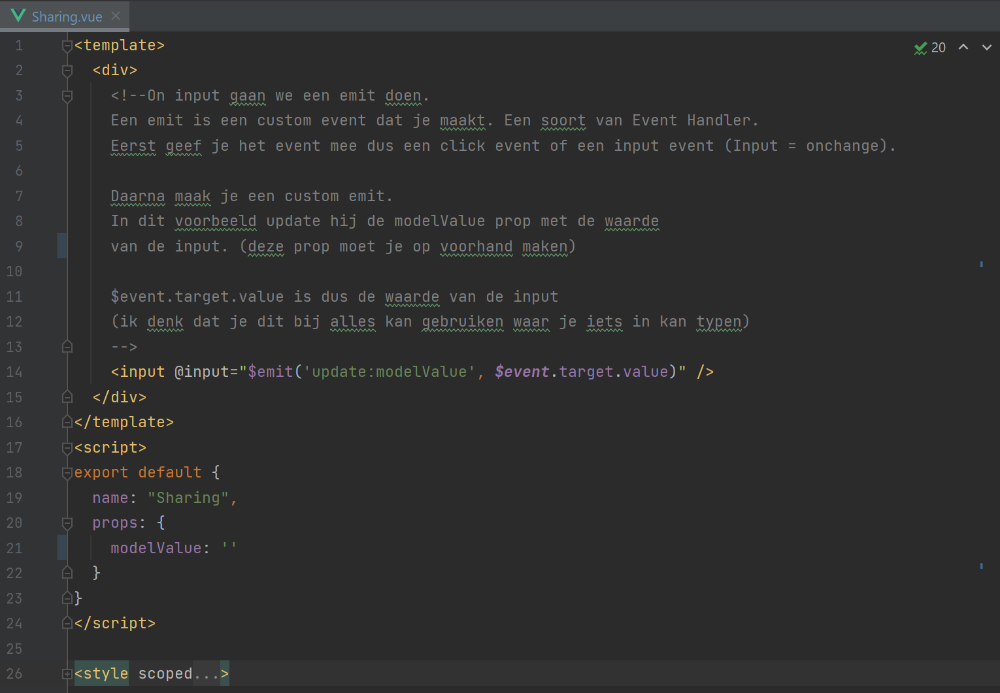 Sharing.vue
20
1 <template>
2 <div>
3 <!--On input gaan we een emit doen.
4 Een emit is een custom event dat je maakt. Een soort van Event Handler.
5 Eerst geef je het event mee dus een click event of een input event (Input = onchange).
6
7 Daarna maak je een custom emit.
8 In dit voorbeeld update hij de modelValue prop met de waarde
9 van de input. (deze prop moet je op voorhand maken)
10
11 $event.target.value is dus de waarde van de input
12 (ik denk dat je dit bij alles kan gebruiken waar je iets in kan typen)
13 -->
14 <input @input="$emit('update:modelValue', $event.target.value)" />
15 </div>
16 </template>
17 <script>
18 export default {
19 name: "Sharing",
20 props: {
21 modelValue: ''
22 }
23 }
24 </script>
25
26 <style scoped...>